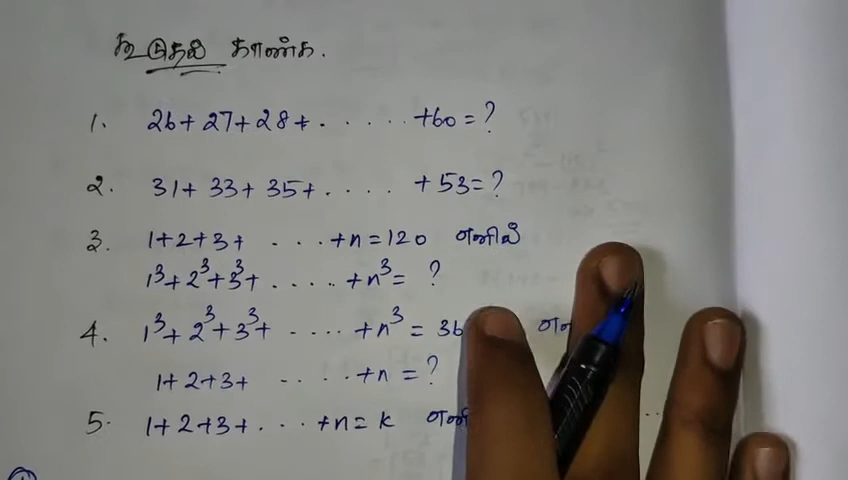 கூடுதல் காண்க.
1. 26+27+28+. . . . . . +60=?
2. 31+33+35+. . . . +53=?
3. 1+2+3+ . . . . +n=120 எனில்
1³+2³+3³+. . . . . +n³= ?
4. 1³+2³+3³+ . . . . . +n³ = 36
1+2+3+ . . . . . +n =?
5. 1+2+3+. . . . +n= k